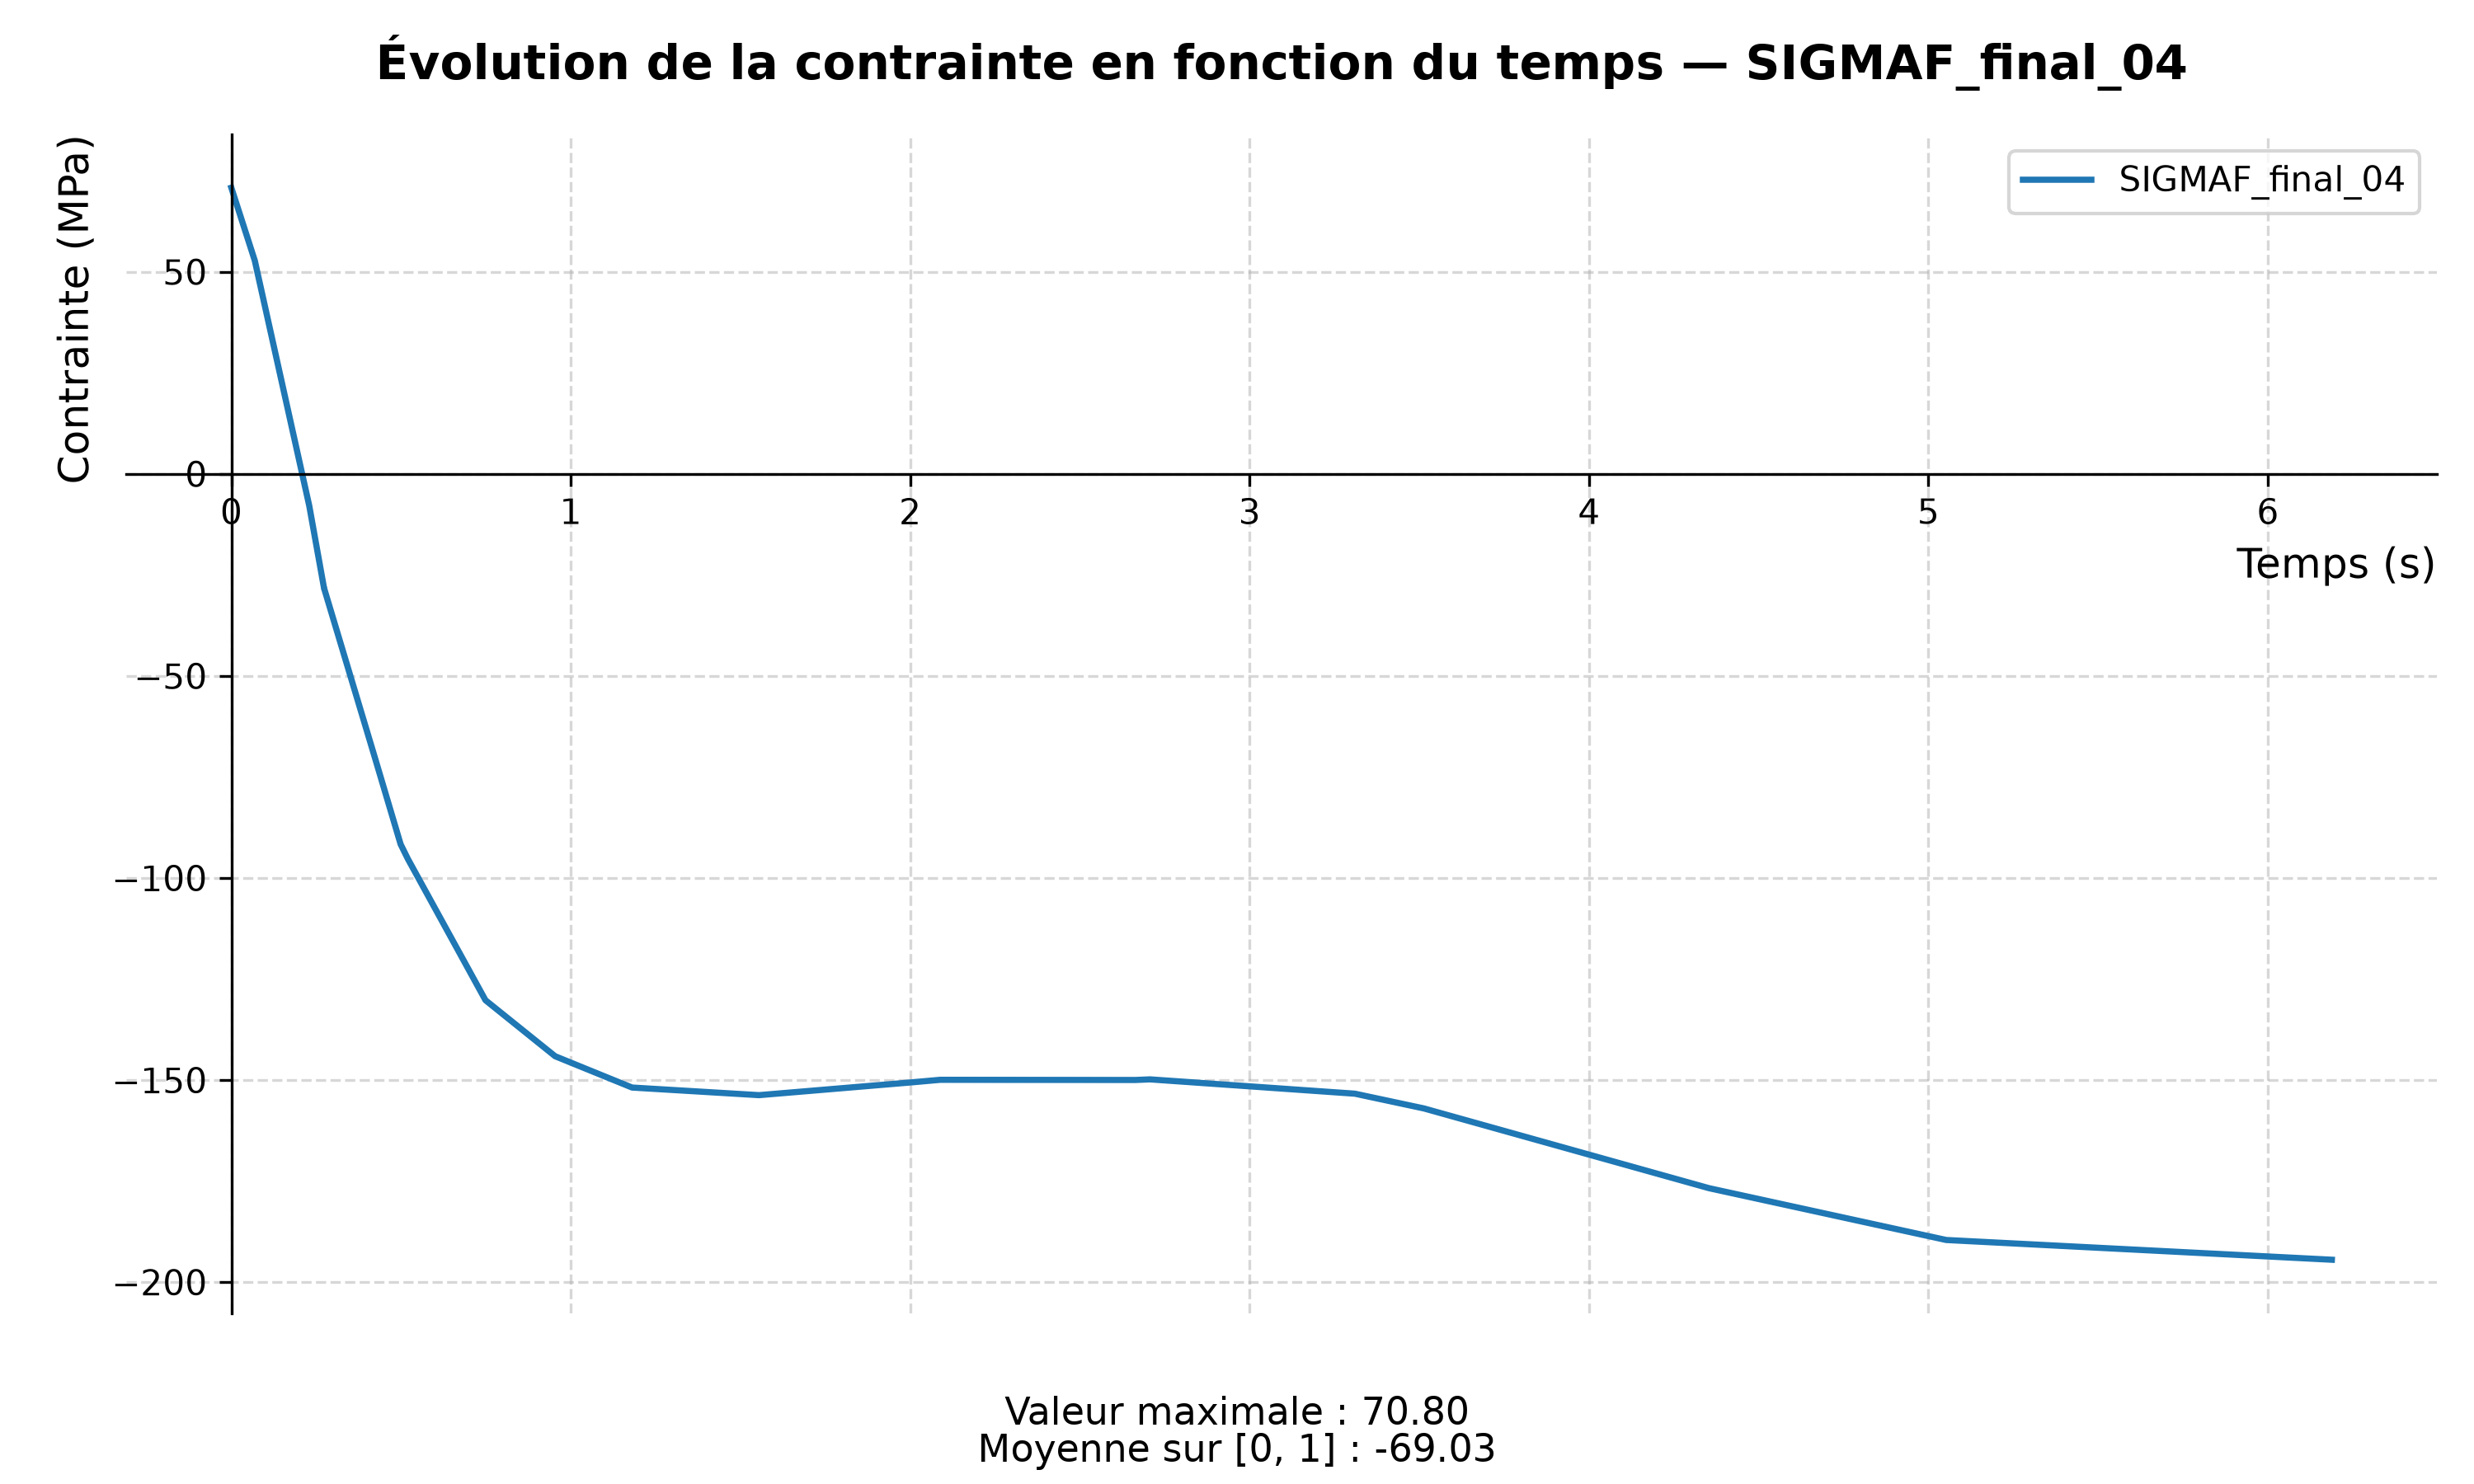 Évolution de la contrainte en fonction du temps — SIGMAF_final_04
Contrainte (MPa)
SIGMAF_final_04
50
0
−50
−100
−150
−200
0 1 2 3 4 5 6
Temps (s)
Valeur maximale : 70.80
Moyenne sur [0, 1] : -69.03